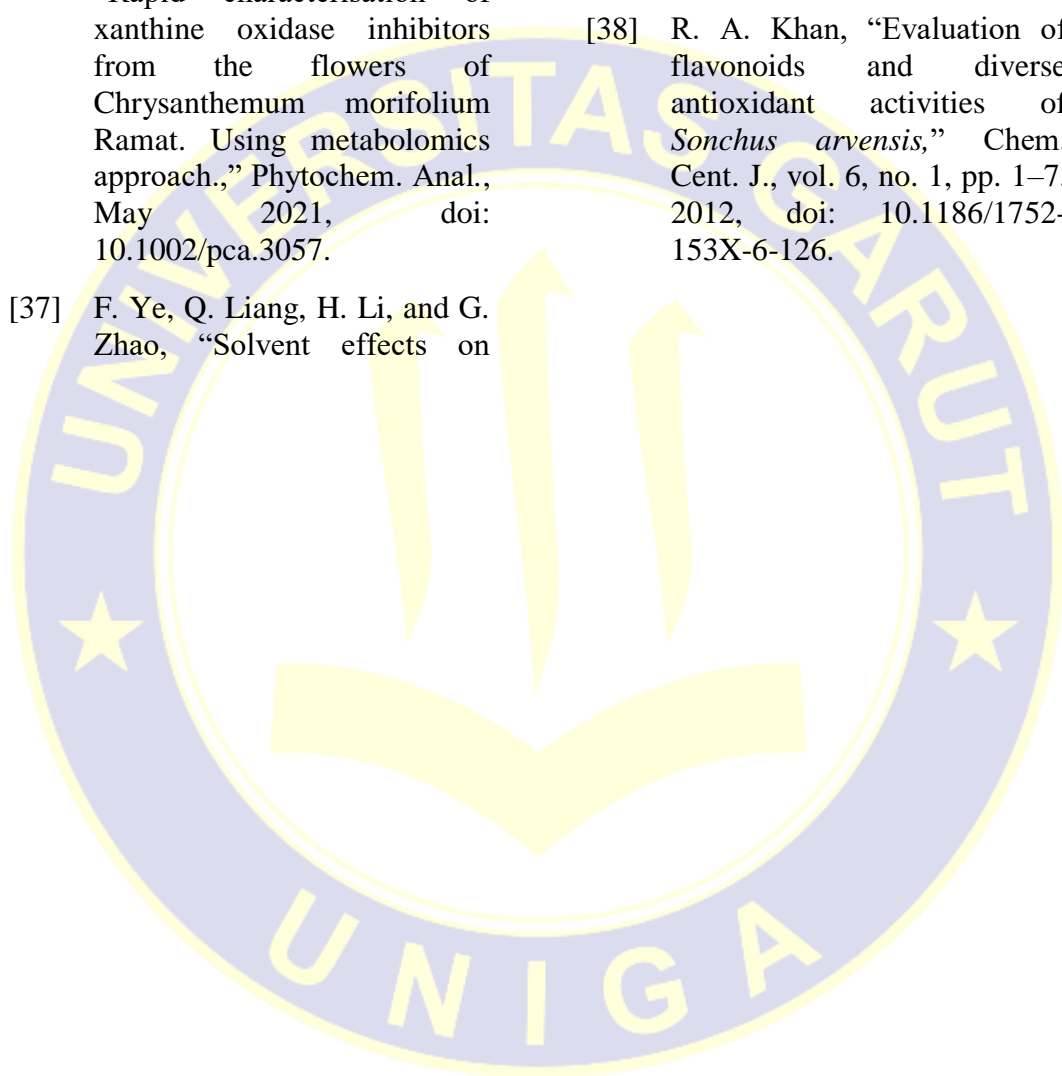 “Rapid characterisation of
xanthine oxidase inhibitors
from the flowers of
Chrysanthemum morifolium
Ramat. Using metabolomics
approach.,” Phytochem. Anal.,
May 2021, doi:
10.1002/pca.3057.
[37] F. Ye, Q. Liang, H. Li, and G.
Zhao, “Solvent effects on
[38] R. A. Khan, “Evaluation of
flavonoids and diverse
antioxidant activities of
Sonchus arvensis,” Chem.
Cent. J., vol. 6, no. 1, pp. 1–7,
2012, doi: 10.1186/1752-
153X-6-126.
UNIVERSITAS GARUT
UNIGA